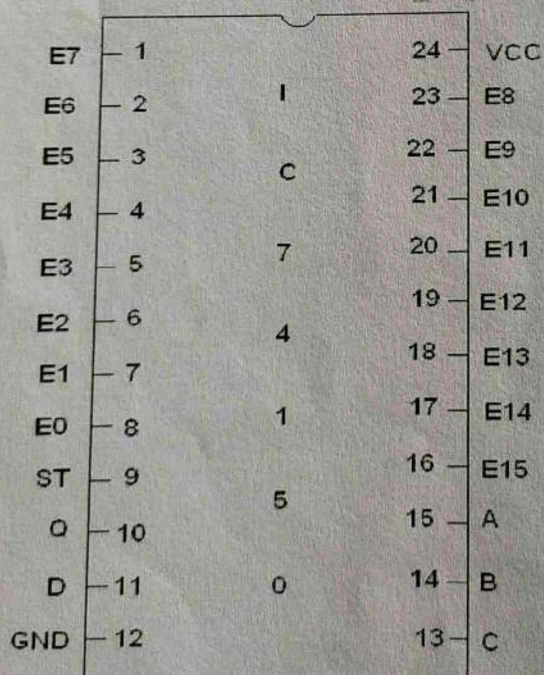 E7 1 24 VCC
I
E6 2 23 E8
E5 3 22 E9
C
E4 4 21 E10
7
E3 5 20 E11
E2 6 19 E12
4
E1 7 18 E13
E0 8 1 17 E14
ST 9 16 E15
5
Q 10 15 A
D 11 0 14 B
GND 12 13 C